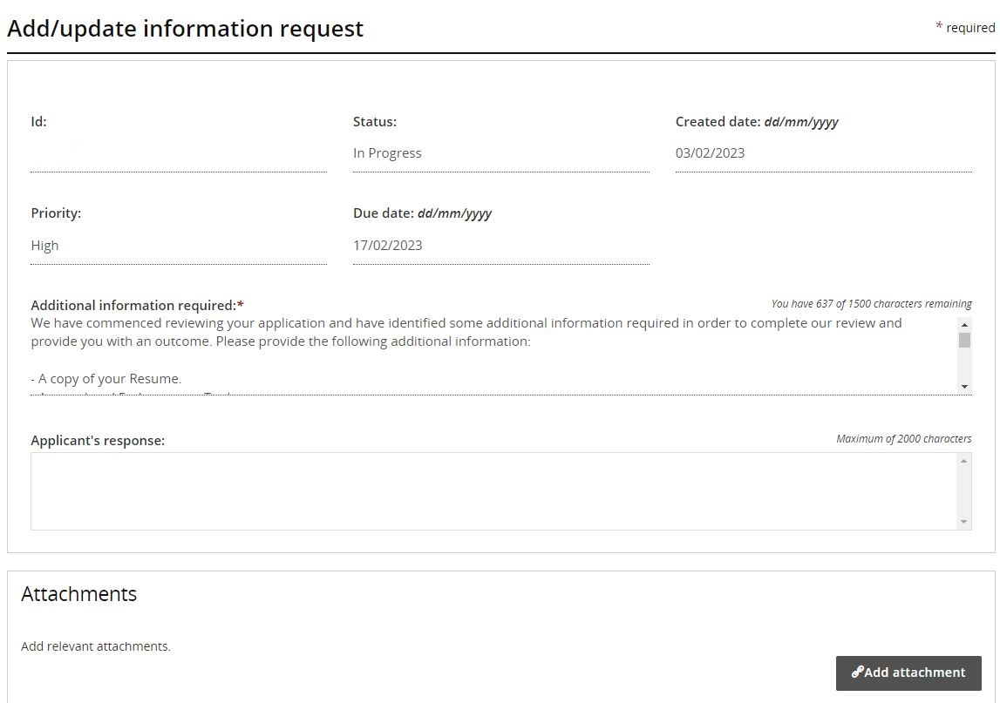 Add/update information request
* required
Id:
Status:
Created date: dd/mm/yyyy
In Progress
03/02/2023
Priority:
Due date: dd/mm/yyyy
High
17/02/2023
Additional information required:*
You have 637 of 1500 characters remaining
We have commenced reviewing your application and have identified some additional information required in order to complete our review and
provide you with an outcome. Please provide the following additional information:
- A copy of your Resume.
Applicant's response:
Maximum of 2000 characters
Attachments
Add relevant attachments.
Add attachment